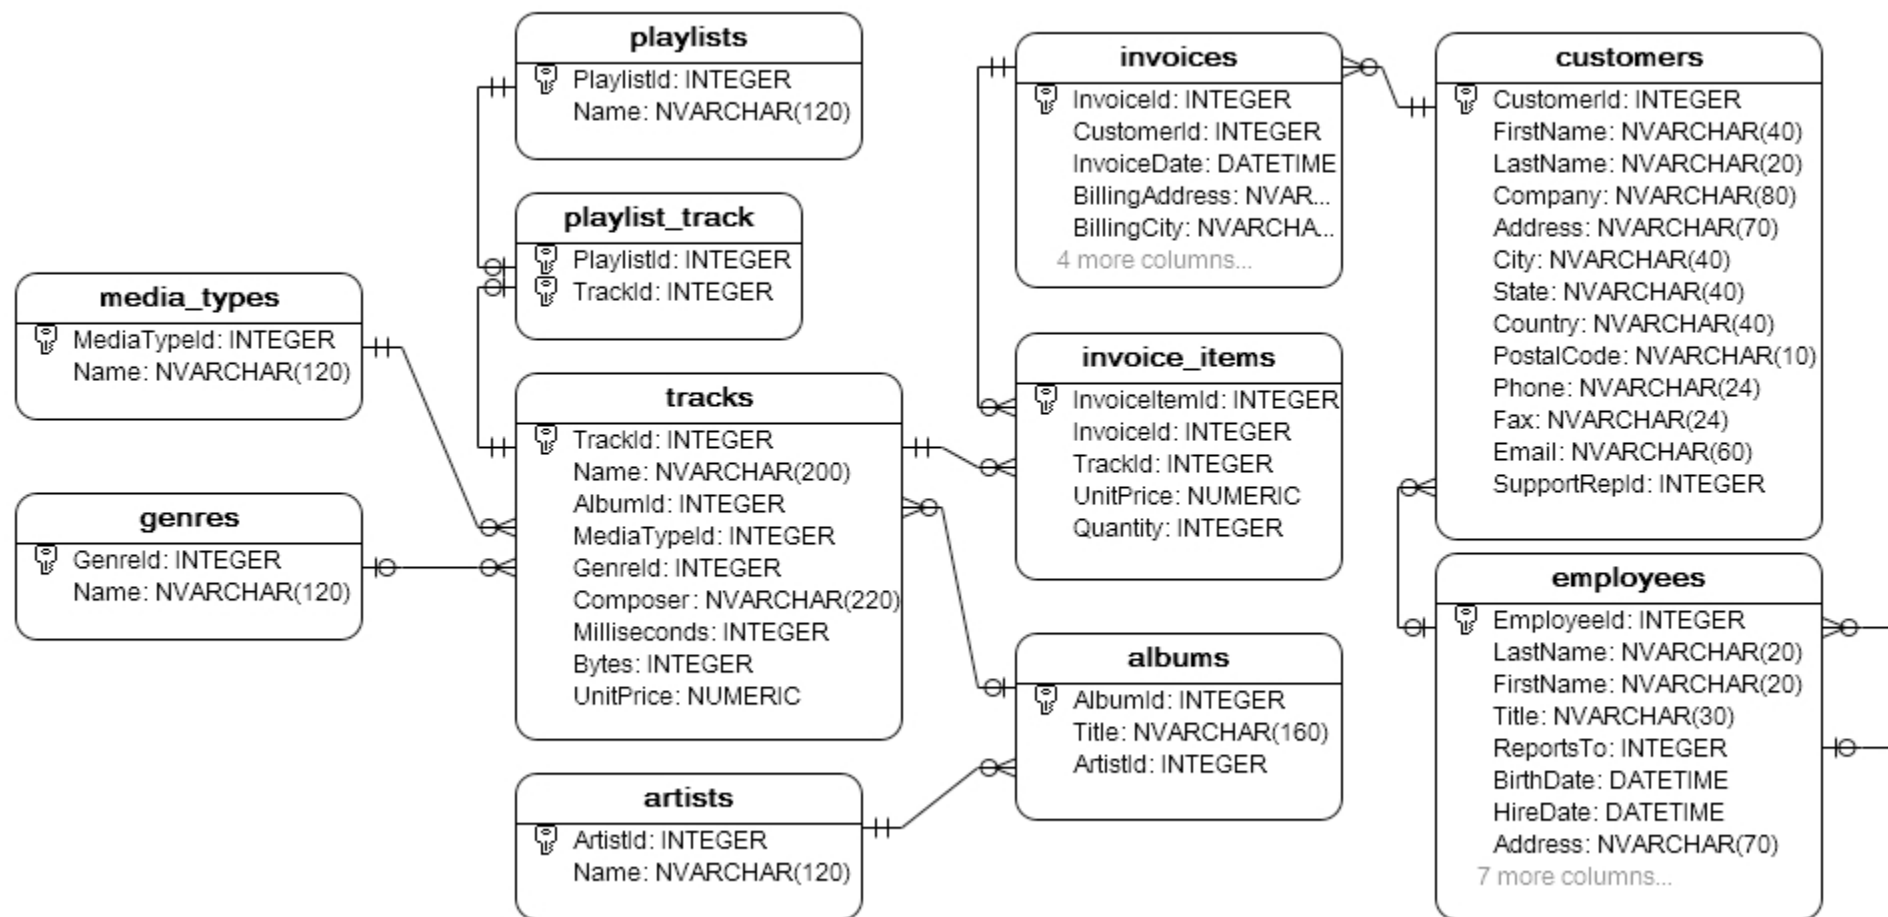 playlists
PlaylistId: INTEGER
Name: NVARCHAR(120)
playlist_track
PlaylistId: INTEGER
TrackId: INTEGER
media_types
MediaTypeId: INTEGER
Name: NVARCHAR(120)
genres
GenreId: INTEGER
Name: NVARCHAR(120)
tracks
TrackId: INTEGER
Name: NVARCHAR(200)
AlbumId: INTEGER
MediaTypeId: INTEGER
GenreId: INTEGER
Composer: NVARCHAR(220)
Milliseconds: INTEGER
Bytes: INTEGER
UnitPrice: NUMERIC
artists
ArtistId: INTEGER
Name: NVARCHAR(120)
invoices
InvoiceId: INTEGER
CustomerId: INTEGER
InvoiceDate: DATETIME
BillingAddress: NVAR...
BillingCity: NVARCHA...
4 more columns...
invoice_items
InvoiceItemId: INTEGER
InvoiceId: INTEGER
TrackId: INTEGER
UnitPrice: NUMERIC
Quantity: INTEGER
albums
AlbumId: INTEGER
Title: NVARCHAR(160)
ArtistId: INTEGER
customers
CustomerId: INTEGER
FirstName: NVARCHAR(40)
LastName: NVARCHAR(20)
Company: NVARCHAR(80)
Address: NVARCHAR(70)
City: NVARCHAR(40)
State: NVARCHAR(40)
Country: NVARCHAR(40)
PostalCode: NVARCHAR(10)
Phone: NVARCHAR(24)
Fax: NVARCHAR(24)
Email: NVARCHAR(60)
SupportRepId: INTEGER
employees
EmployeeId: INTEGER
LastName: NVARCHAR(20)
FirstName: NVARCHAR(20)
Title: NVARCHAR(30)
ReportsTo: INTEGER
BirthDate: DATETIME
HireDate: DATETIME
Address: NVARCHAR(70)
7 more columns...